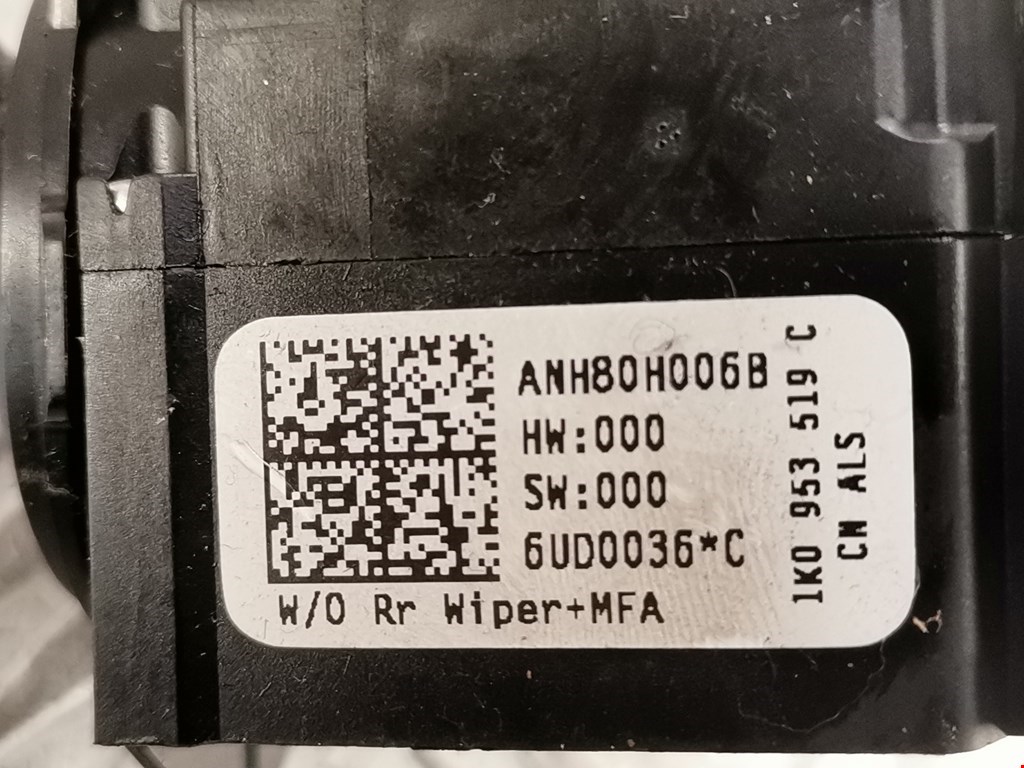 ANH80H006B
HW:000
SW:000
6UD0036*C
W/O Rr Wiper+MFA
1K0 953 519 C
CN ALS